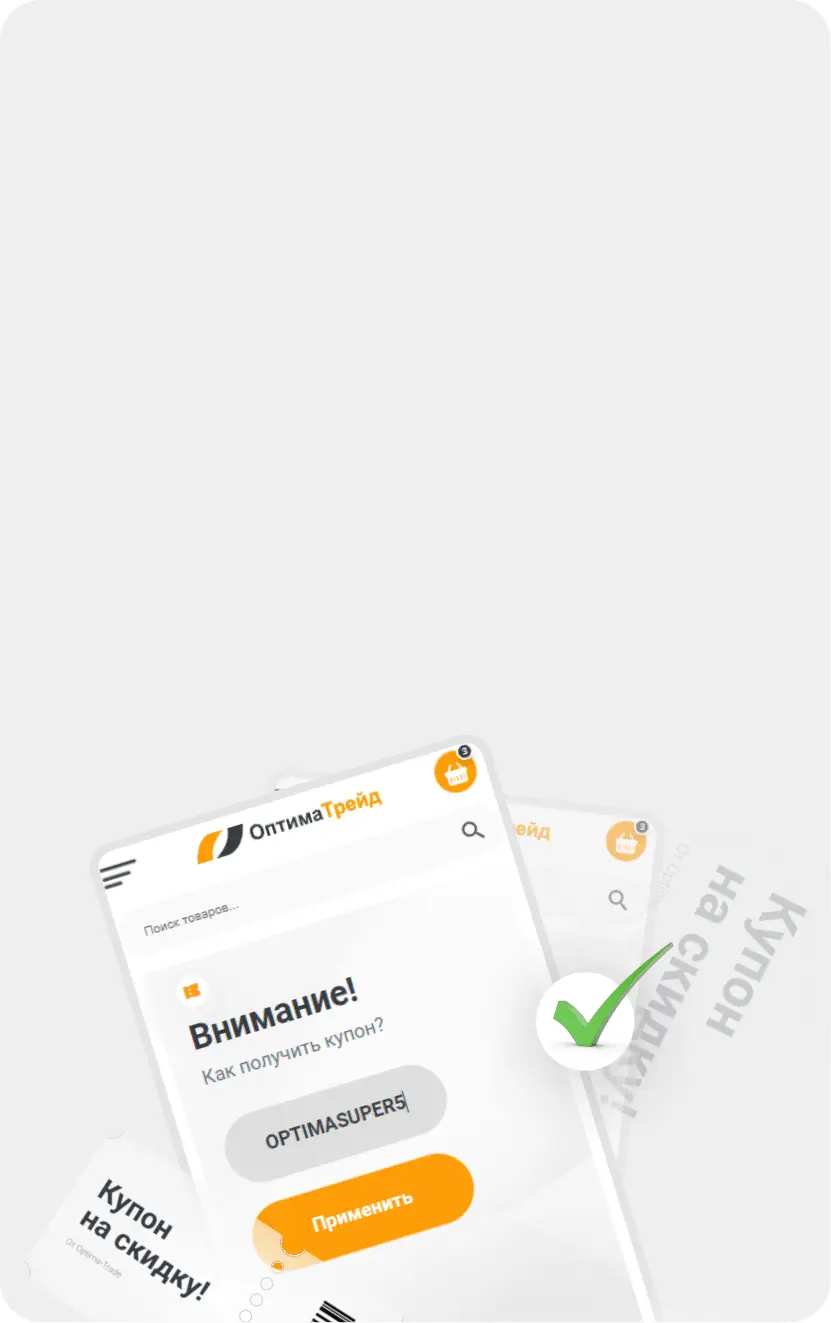 3
ОптимаТрейд
Поиск товаров...
Внимание!
Как получить купон?
OPTIMASUPER5
Применить
Купон
на скидку!
От Optima-Trade
3
рейд
Купон
на скидку!
От Optima